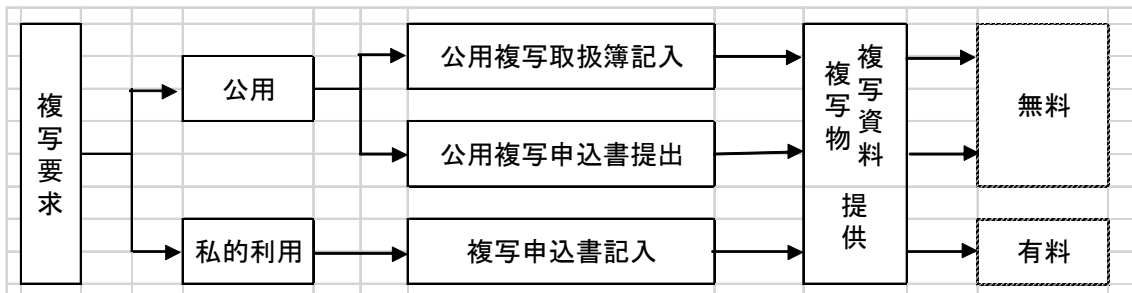 複写要求
公用
私的利用
公用複写取扱簿記入
公用複写申込書提出
複写申込書記入
複写資料
複写物
提供
無料
有料